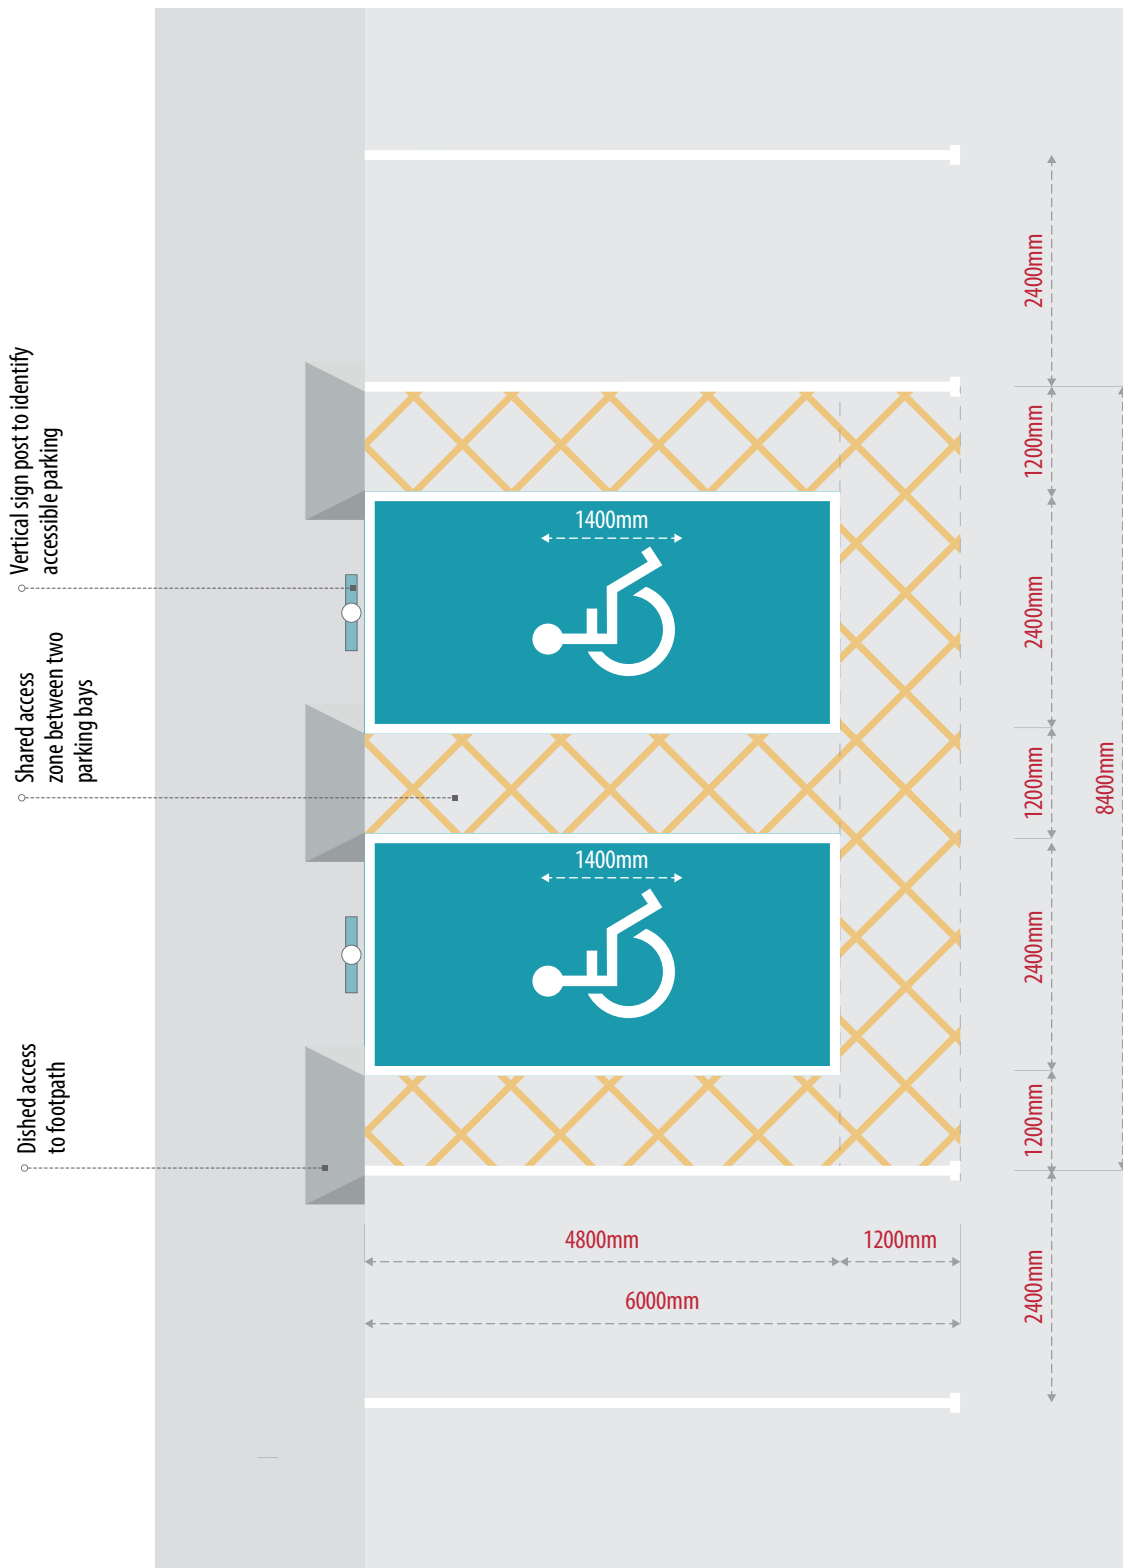 Vertical sign post to identify
accessible parking
Shared access
zone between two
parking bays
Dished access
to footpath
1400mm
1400mm
2400mm
1200mm
2400mm
1200mm
2400mm
1200mm
2400mm
8400mm
4800mm
1200mm
6000mm